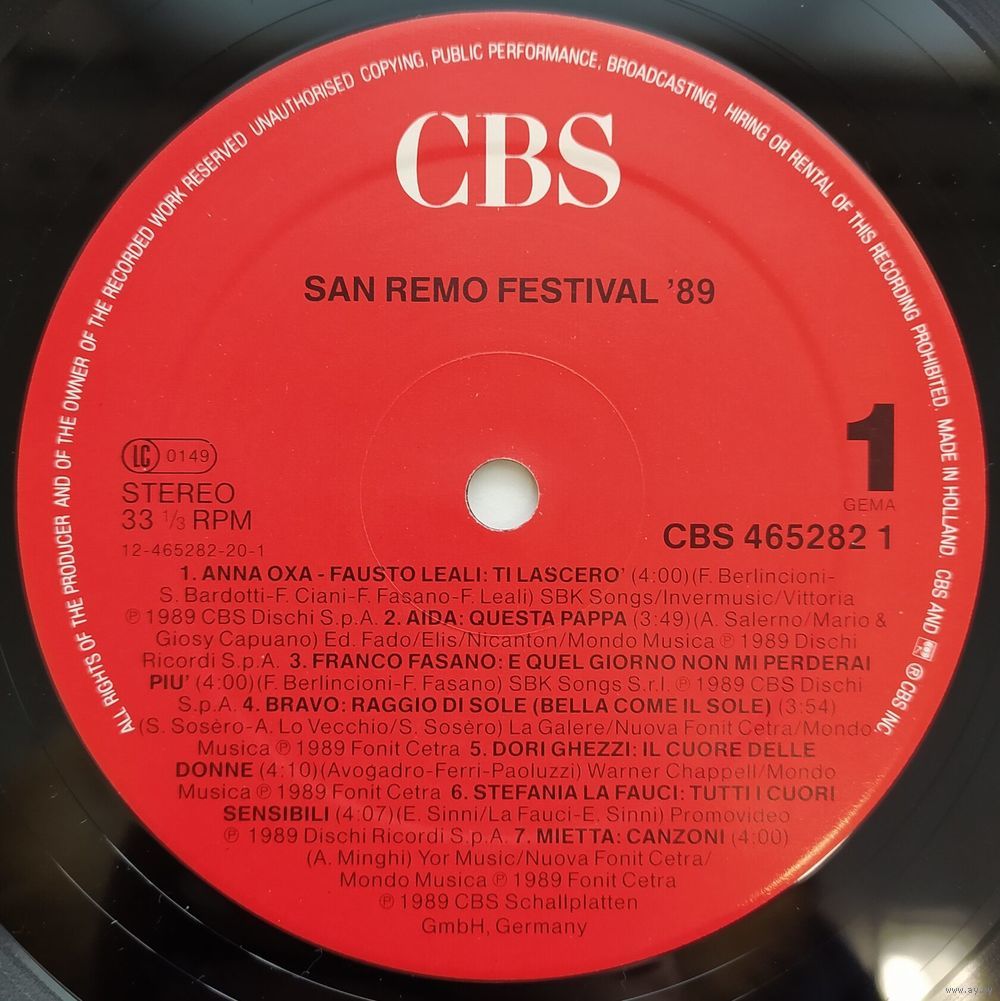 ALL RIGHTS OF THE PRODUCER AND OF THE OWNER OF THE RECORDED WORK RESERVED UNAUTHORISED COPYING, PUBLIC PERFORMANCE, BROADCASTING, HIRING OR RENTAL OF THIS RECORDING PROHIBITED. MADE IN HOLLAND. CBS AND ® CBS INC.
CBS
SAN REMO FESTIVAL '89
LC 0149
STEREO
33 1/3 RPM
12-465282-20-1
1
GEMA
CBS 465282 1
1. ANNA OXA - FAUSTO LEALI: TI LASCERO' (4:00)(F. Berlincioni-
S. Bardotti-F. Ciani-F. Fasano-F. Leali) SBK Songs/Invermusic/Vittoria
℗ 1989 CBS Dischi S.p.A. 2. AIDA: QUESTA PAPPA (3:49)(A. Salerno/Mario &
Giosy Capuano) Ed. Fado/Elis/Nicanton/Mondo Musica ℗ 1989 Dischi
Ricordi S.p.A. 3. FRANCO FASANO: E QUEL GIORNO NON MI PERDERAI
PIU' (4:00)(F. Berlincioni-F. Fasano) SBK Songs S.r.l. ℗ 1989 CBS Dischi
S.p.A. 4. BRAVO: RAGGIO DI SOLE (BELLA COME IL SOLE) (3:54)
(S. Sosèro-A. Lo Vecchio/S. Sosèro) La Galere/Nuova Fonit Cetra/Mondo
Musica ℗ 1989 Fonit Cetra 5. DORI GHEZZI: IL CUORE DELLE
DONNE (4:10)(Avogadro-Ferri-Paoluzzi) Warner Chappell/Mondo
Musica ℗ 1989 Fonit Cetra 6. STEFANIA LA FAUCI: TUTTI I CUORI
SENSIBILI (4:07)(E. Sinni/La Fauci-E. Sinni) Promovideo
℗ 1989 Dischi Ricordi S.p.A. 7. MIETTA: CANZONI (4:00)
(A. Minghi) Yor Music/Nuova Fonit Cetra/
Mondo Musica ℗ 1989 Fonit Cetra
℗ 1989 CBS Schallplatten
GmbH, Germany